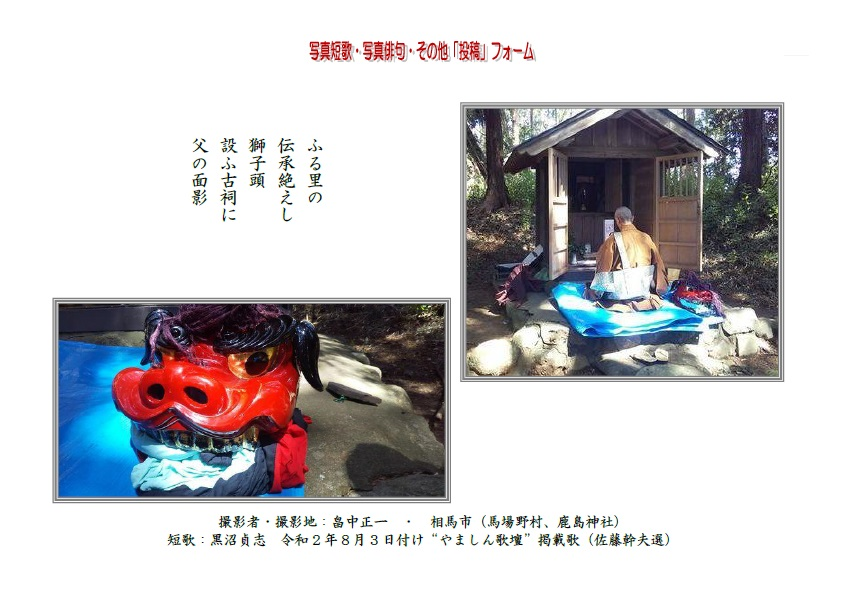 写真短歌・写真俳句・その他「投稿」フォーム
ふる里の
伝承絶えし
獅子頭
設ふ古祠に
父の面影
撮影者・撮影地：畠中正一　・　相馬市（馬場野村、鹿島神社）
短歌：黒沼貞志　令和２年８月３日付け“やましん歌壇”掲載歌（佐藤幹夫選）